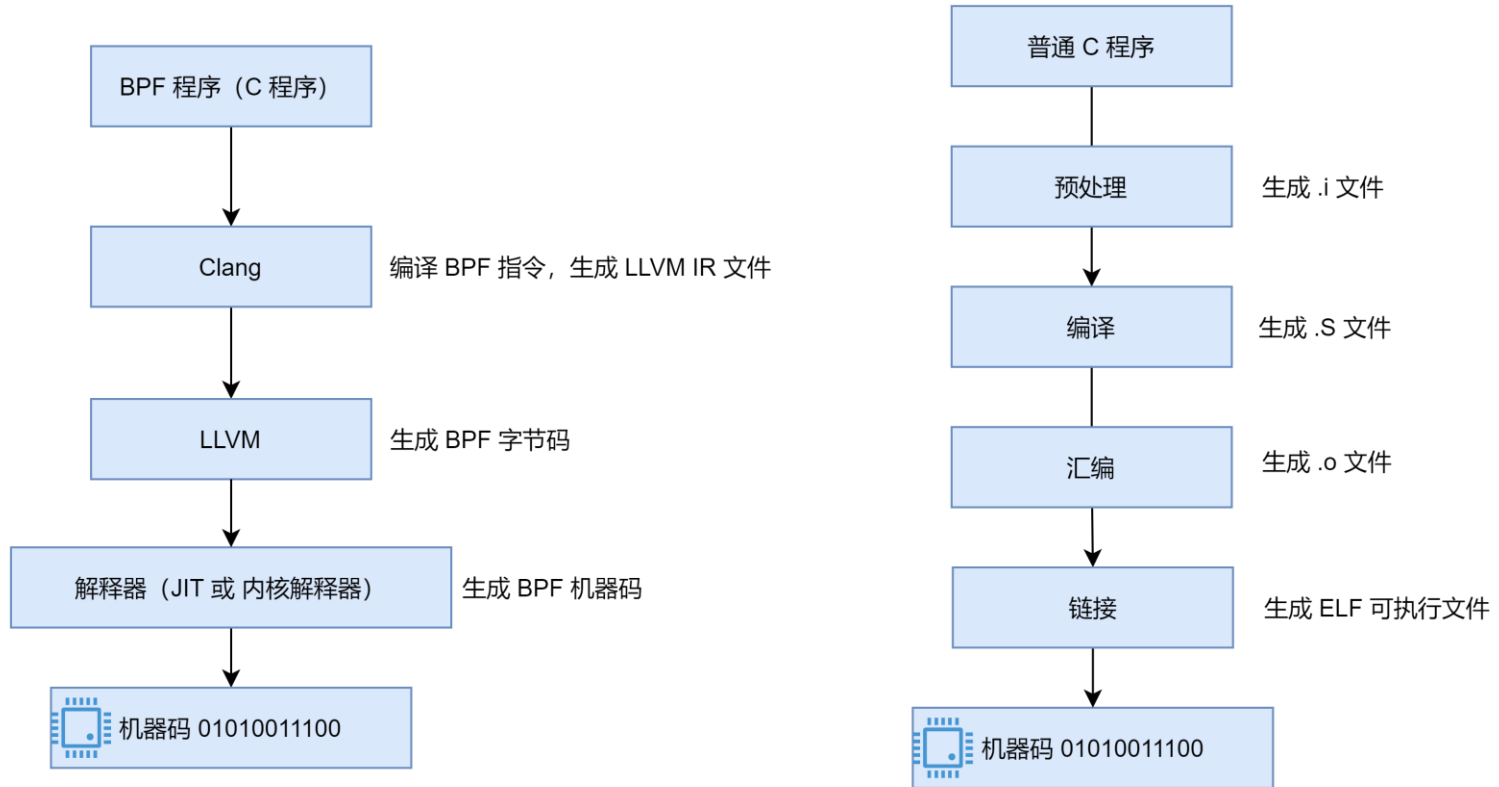 BPF 程序（C 程序）
Clang
编译 BPF 指令，生成 LLVM IR 文件
LLVM
生成 BPF 字节码
解释器（JIT 或 内核解释器）
生成 BPF 机器码
机器码 01010011100
普通 C 程序
预处理
生成 .i 文件
编译
生成 .S 文件
汇编
生成 .o 文件
链接
生成 ELF 可执行文件
机器码 01010011100